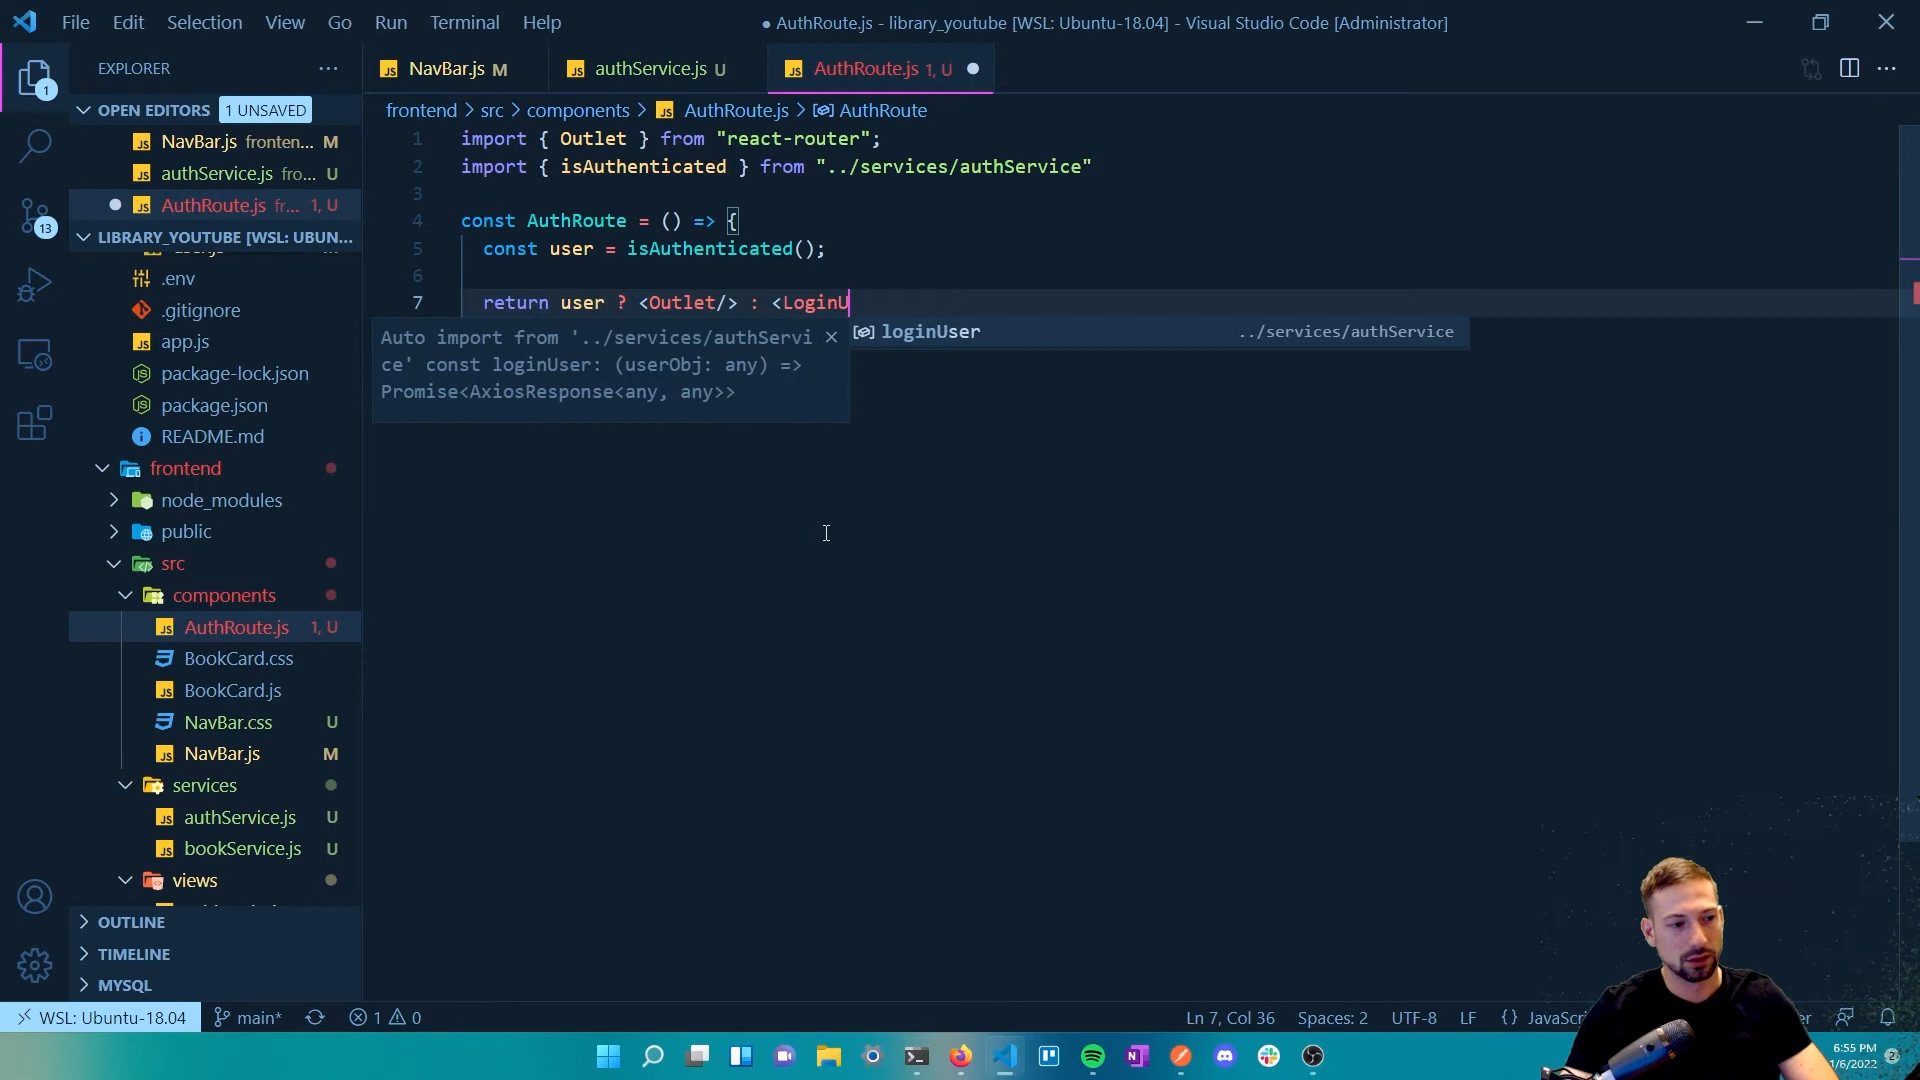 File Edit Selection View Go Run Terminal Help
● AuthRoute.js - library_youtube [WSL: Ubuntu-18.04] - Visual Studio Code [Administrator]
EXPLORER
NavBar.js M
authService.js U
AuthRoute.js 1, U
OPEN EDITORS 1 UNSAVED
NavBar.js fronten... M
authService.js fro... U
AuthRoute.js fr... 1, U
LIBRARY_YOUTUBE [WSL: UBUN...
.env
.gitignore
app.js
package-lock.json
package.json
README.md
frontend
node_modules
public
src
components
AuthRoute.js 1, U
BookCard.css
BookCard.js
NavBar.css U
NavBar.js M
services
authService.js U
bookService.js U
views
OUTLINE
TIMELINE
MYSQL
1
13
frontend > src > components > AuthRoute.js > AuthRoute
1 import { Outlet } from "react-router";
2 import { isAuthenticated } from "../services/authService"
3
4 const AuthRoute = () => {
5 const user = isAuthenticated();
6
7 return user ? <Outlet/> : <LoginU
Auto import from '../services/authServi
ce' const loginUser: (userObj: any) =>
Promise<AxiosResponse<any, any>>
loginUser ../services/authService
WSL: Ubuntu-18.04 main* 1 0
Ln 7, Col 36 Spaces: 2 UTF-8 LF {} JavaScri
6:55 PM
1/6/2022
2